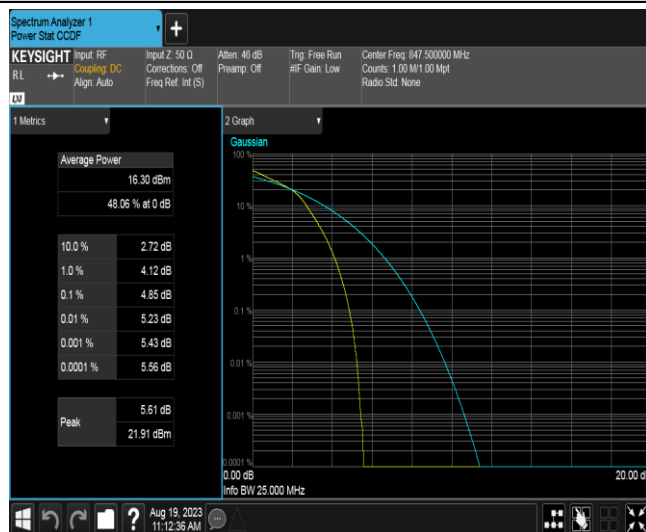 Spectrum Analyzer 1
Power Stat CCDF
+
KEYSIGHT
RL
LXI
Input: RF
Coupling: DC
Align: Auto
Input Z: 50 Ω
Corrections: Off
Freq Ref: Int (S)
Atten: 46 dB
Preamp: Off
Trig: Free Run
#IF Gain: Low
Center Freq: 847.500000 MHz
Counts: 1.00 M/1.00 Mpt
Radio Std: None
1 Metrics
Average Power
16.30 dBm
48.06 % at 0 dB
10.0 % 2.72 dB
1.0 % 4.12 dB
0.1 % 4.85 dB
0.01 % 5.23 dB
0.001 % 5.43 dB
0.0001 % 5.56 dB
Peak
5.61 dB
21.91 dBm
2 Graph
Gaussian
100 %
10 %
1 %
0.1 %
0.01 %
0.001 %
0.0001 %
0.00 dB
20.00 d
Info BW 25.000 MHz
?
Aug 19, 2023
11:12:36 AM